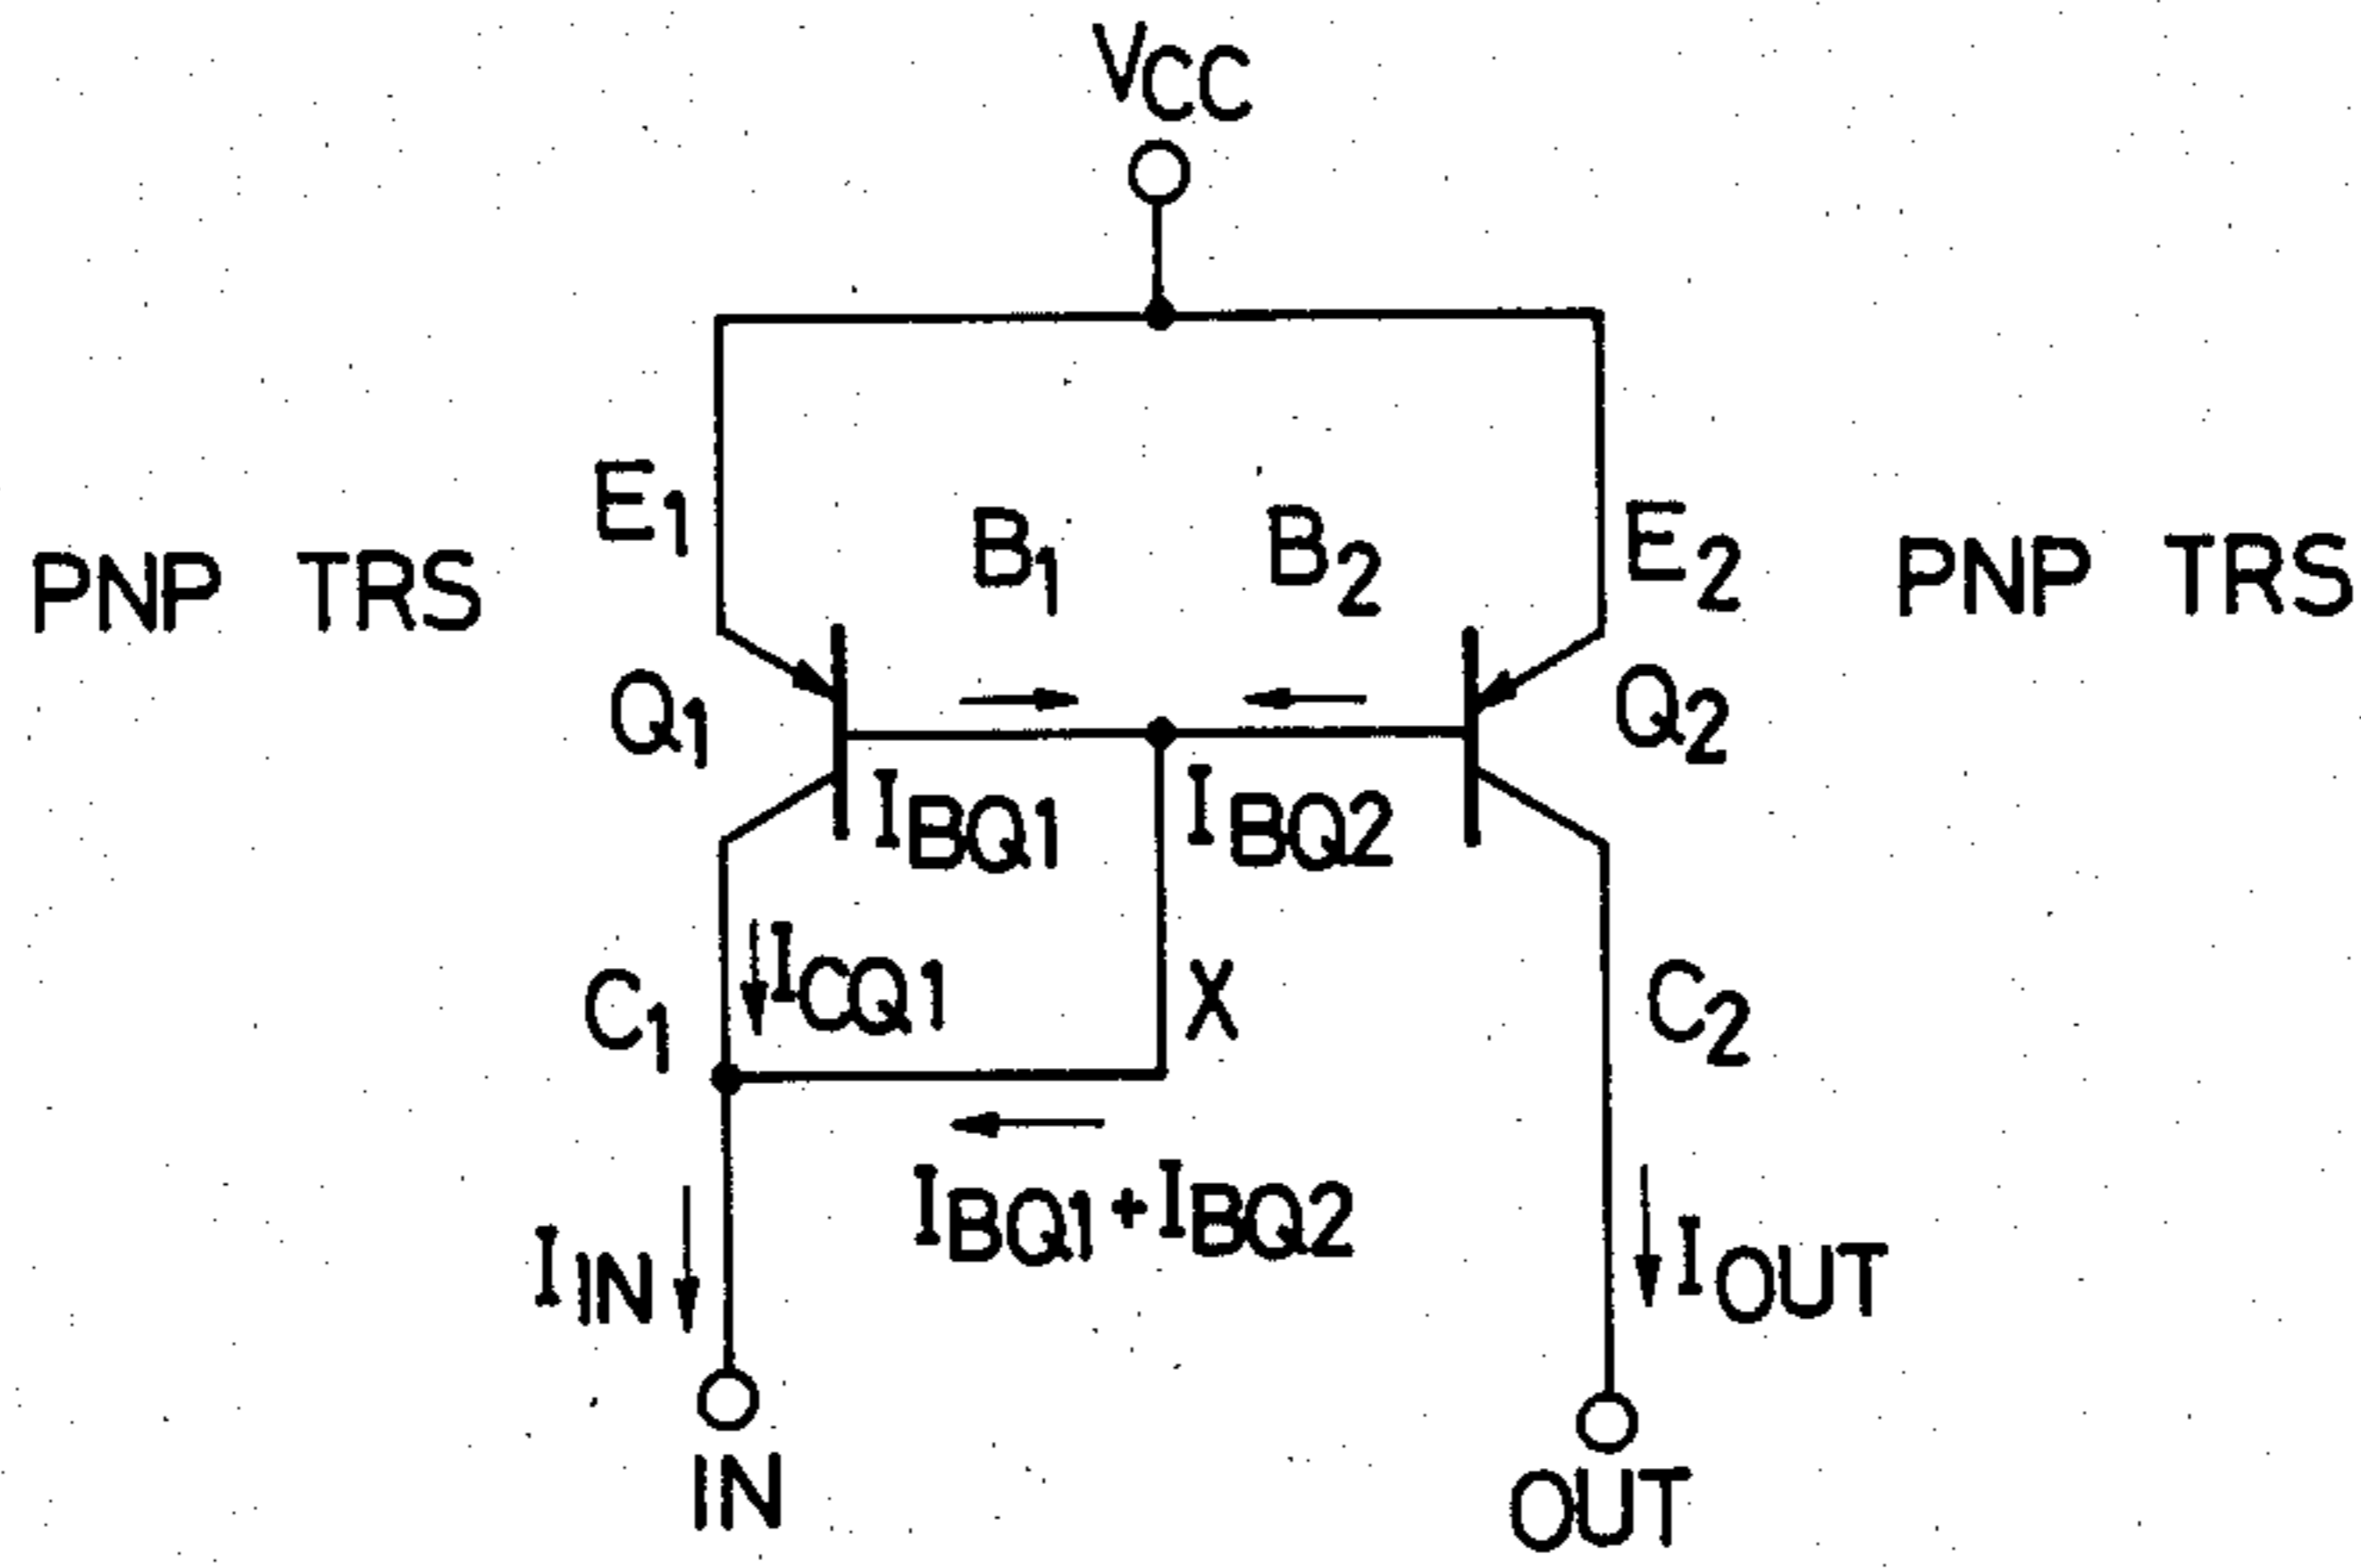 VCC
E1
B1
B2
E2
PNP TRS
PNP TRS
Q1
Q2
IBQ1
IBQ2
ICQ1
C1
X
C2
IBQ1+IBQ2
IIN
IOUT
IN
OUT